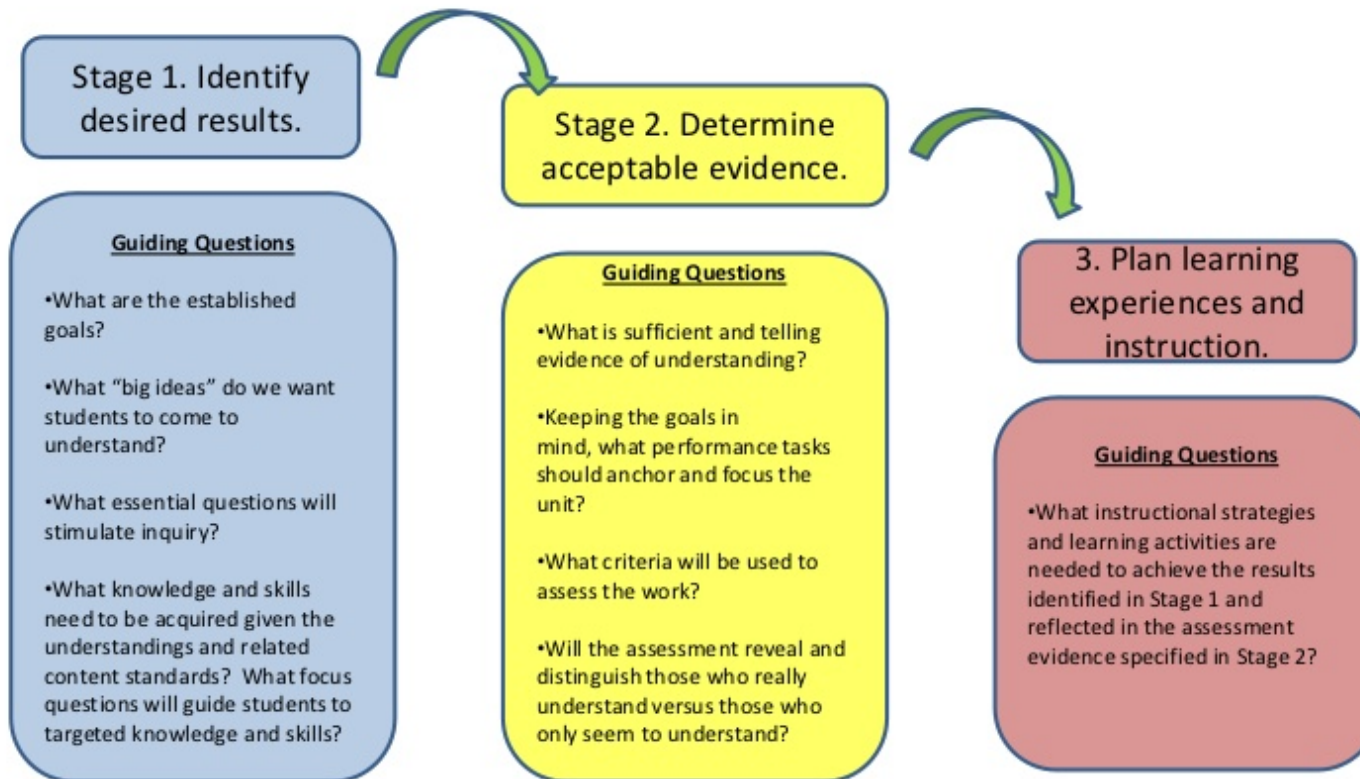 Stage 1. Identify
desired results.
Guiding Questions
•What are the established
goals?
•What “big ideas” do we want
students to come to
understand?
•What essential questions will
stimulate inquiry?
•What knowledge and skills
need to be acquired given the
understandings and related
content standards?  What focus
questions will guide students to
targeted knowledge and skills?
Stage 2. Determine
acceptable evidence.
Guiding Questions
•What is sufficient and telling
evidence of understanding?
•Keeping the goals in
mind, what performance tasks
should anchor and focus the
unit?
•What criteria will be used to
assess the work?
•Will the assessment reveal and
distinguish those who really
understand versus those who
only seem to understand?
3. Plan learning
experiences and
instruction.
Guiding Questions
•What instructional strategies
and learning activities are
needed to achieve the results
identified in Stage 1 and
reflected in the assessment
evidence specified in Stage 2?